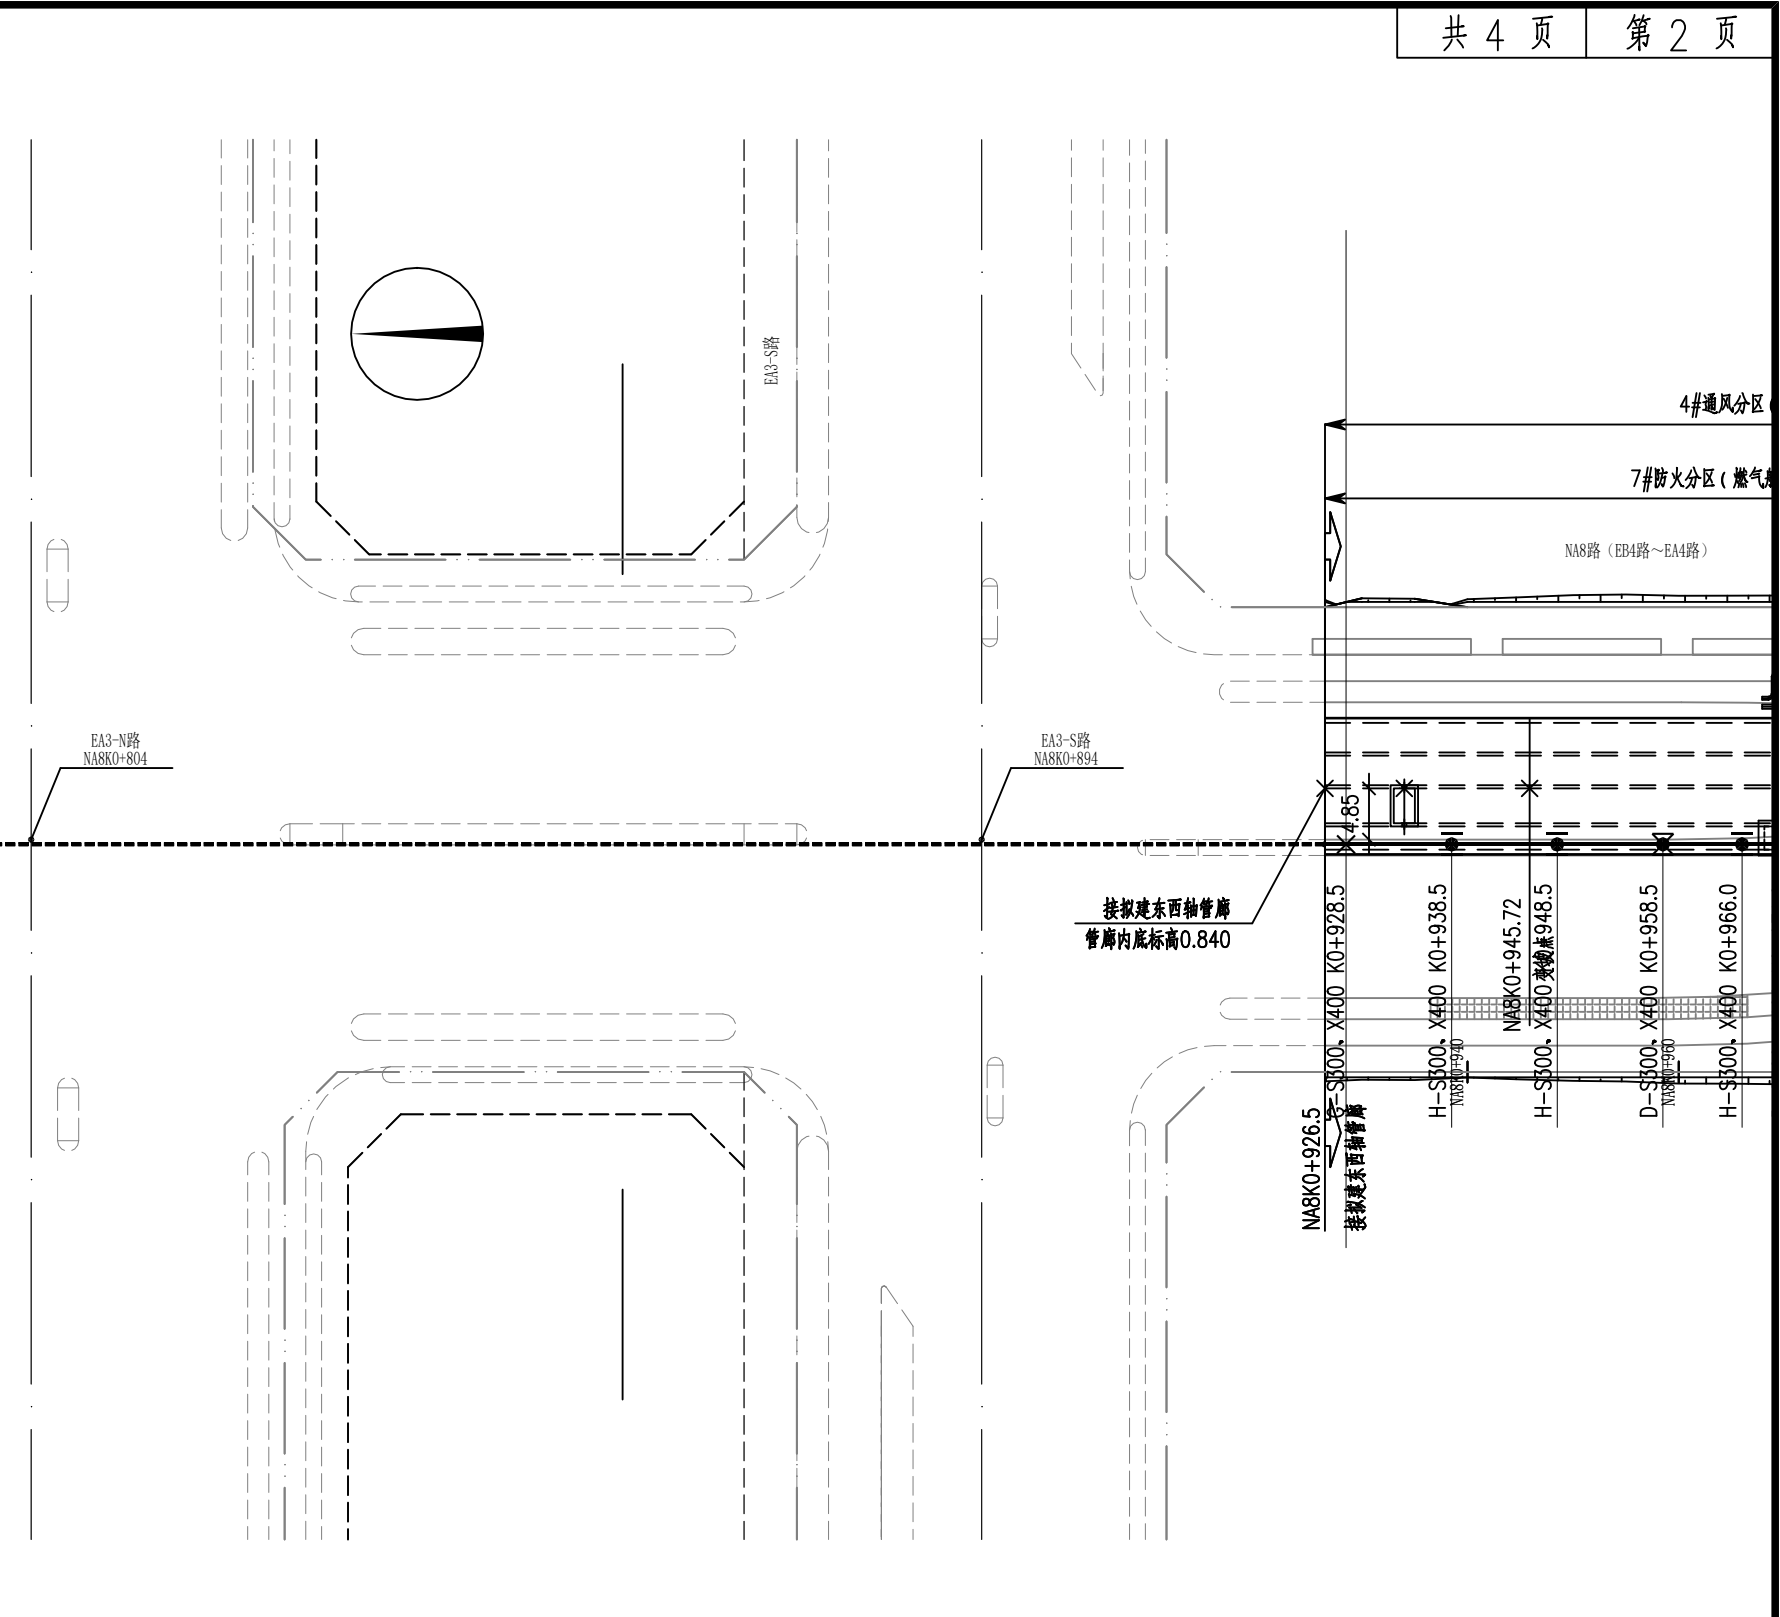 共 4 页 第 2 页
EA3-S路
4#通风分区(
7#防火分区(燃气
NA8路（EB4路～EA4路）
EA3-N路
NA8K0+804
EA3-S路
NA8K0+894
4.85
接拟建东西轴管廊
管廊内底标高0.840
C-S300, X400 K0+928.5
H-S300, X400 K0+938.5
NA8K0+945.72
变坡点
H-S300, X400 K0+948.5
D-S300, X400 K0+958.5
H-S300, X400 K0+966.0
NA8K0+940
NA8K0+960
NA8K0+926.5
接拟建东西轴管廊